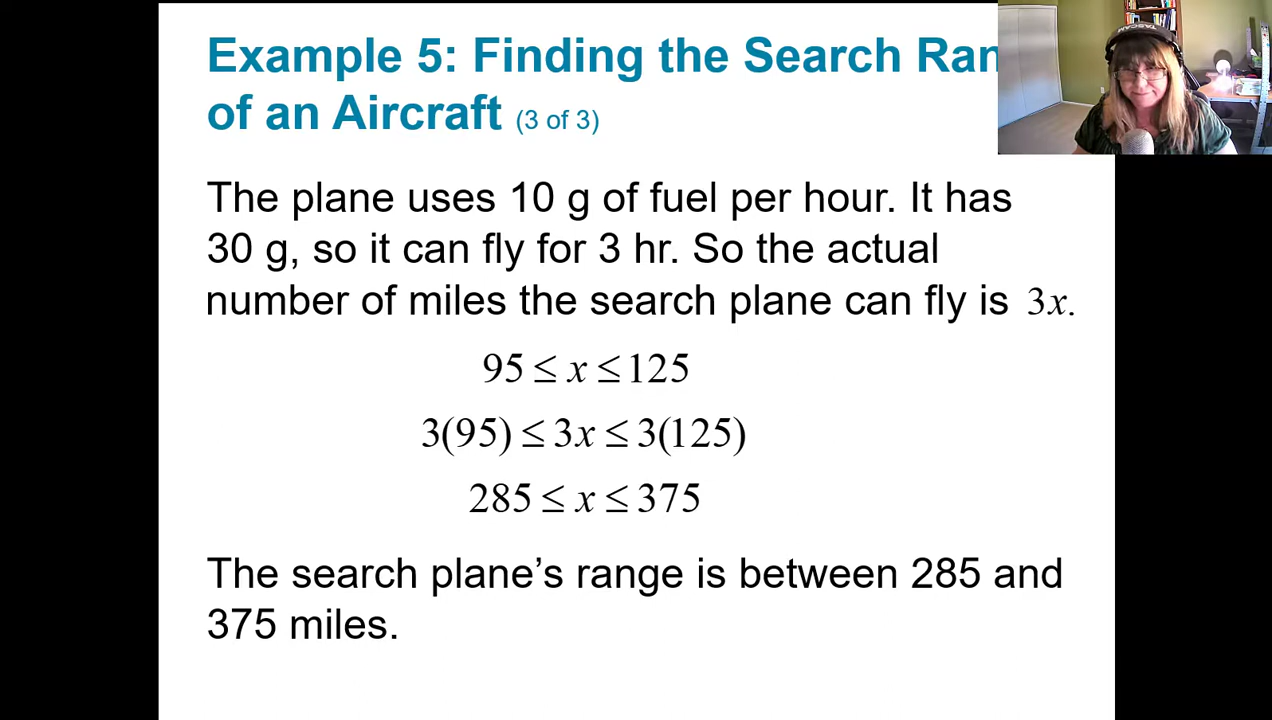 Example 5: Finding the Search Ran
of an Aircraft (3 of 3)
The plane uses 10 g of fuel per hour. It has
30 g, so it can fly for 3 hr. So the actual
number of miles the search plane can fly is 3x.
95 ≤ x ≤ 125
3(95) ≤ 3x ≤ 3(125)
285 ≤ x ≤ 375
The search plane’s range is between 285 and
375 miles.